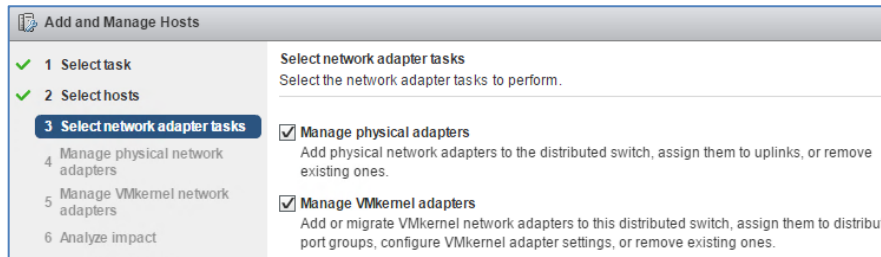 Add and Manage Hosts
1 Select task
2 Select hosts
3 Select network adapter tasks
4 Manage physical network
adapters
5 Manage VMkernel network
adapters
6 Analyze impact
Select network adapter tasks
Select the network adapter tasks to perform.
Manage physical adapters
Add physical network adapters to the distributed switch, assign them to uplinks, or remove
existing ones.
Manage VMkernel adapters
Add or migrate VMkernel network adapters to this distributed switch, assign them to distribu
port groups, configure VMkernel adapter settings, or remove existing ones.